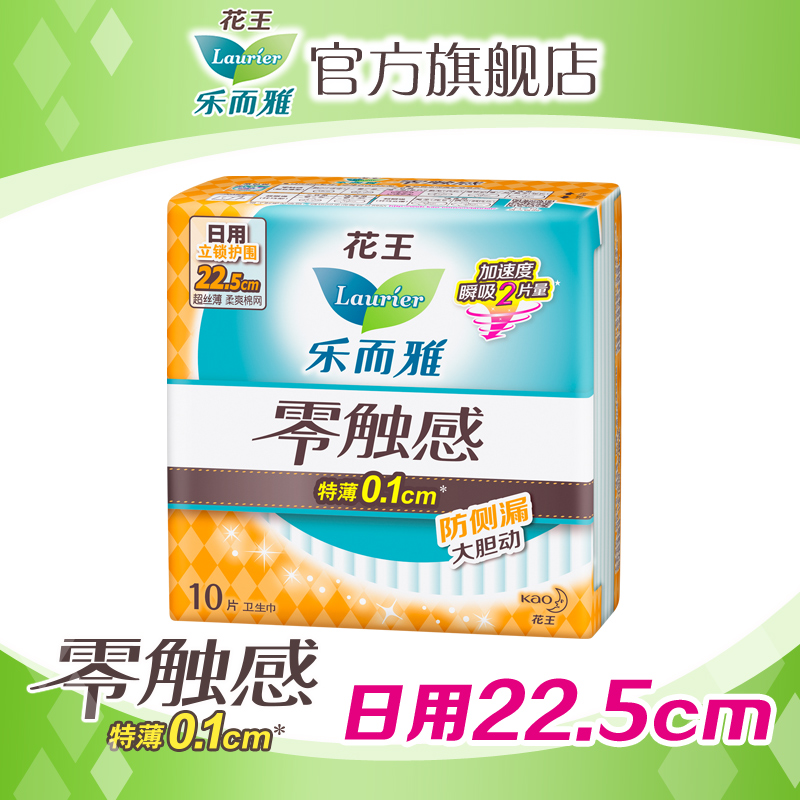 花王
Laurier
乐而雅
官方旗舰店
零触感
日用
立锁护围
22.5cm
超丝薄 柔爽棉网
花王
Laurier
乐而雅
加速度
瞬吸2片量*
零触感
特薄0.1cm*
防侧漏
大胆动
10片 卫生巾
Kao
花王
零触感
特薄0.1cm*
日用22.5cm